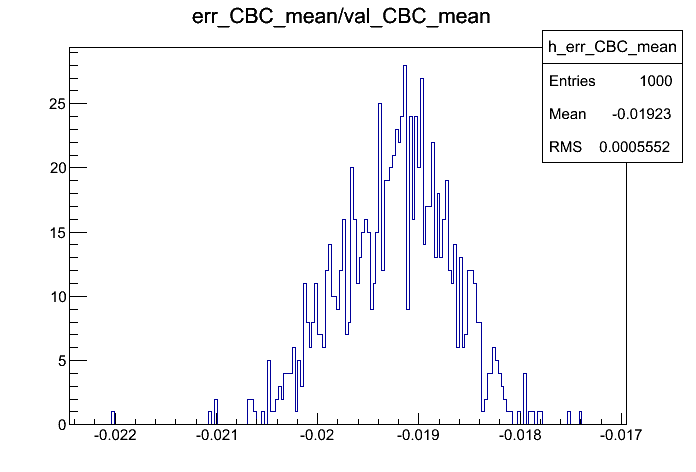 err_CBC_mean/val_CBC_mean
h_err_CBC_mean
Entries 1000
Mean -0.01923
RMS 0.0005552
25
20
15
10
5
0
-0.022 -0.021 -0.02 -0.019 -0.018 -0.017